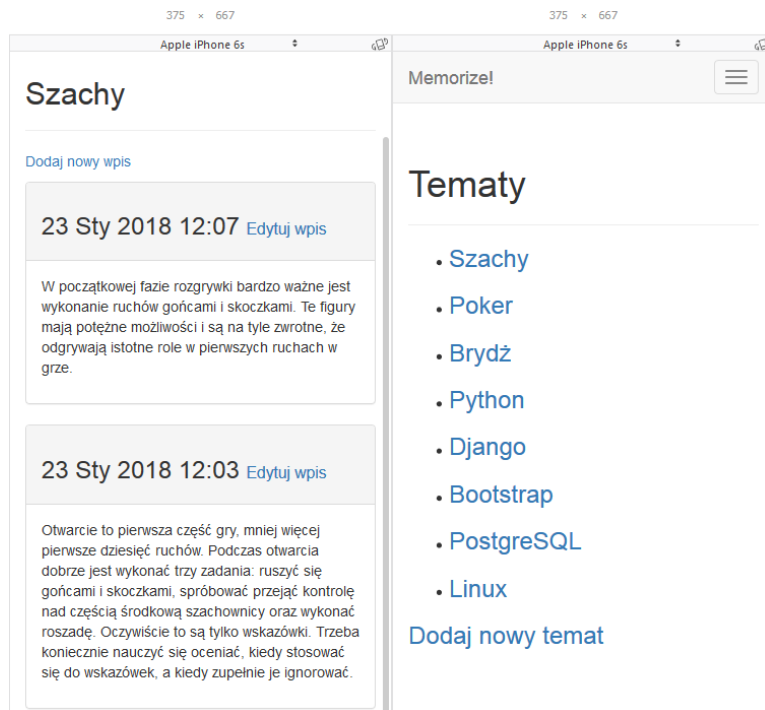 375 × 667
Apple iPhone 6s
Szachy
Dodaj nowy wpis
23 Sty 2018 12:07 Edytuj wpis
W początkowej fazie rozgrywki bardzo ważne jest
wykonanie ruchów gońcami i skoczkami. Te figury
mają potężne możliwości i są na tyle zwrotne, że
odgrywają istotne role w pierwszych ruchach w
grze.
23 Sty 2018 12:03 Edytuj wpis
Otwarcie to pierwsza część gry, mniej więcej
pierwsze dziesięć ruchów. Podczas otwarcia
dobrze jest wykonać trzy zadania: ruszyć się
gońcami i skoczkami, spróbować przejąć kontrolę
nad częścią środkową szachownicy oraz wykonać
roszadę. Oczywiście to są tylko wskazówki. Trzeba
koniecznie nauczyć się oceniać, kiedy stosować
się do wskazówek, a kiedy zupełnie je ignorować.
375 × 667
Apple iPhone 6s
Memorize!
Tematy
Szachy
Poker
Brydż
Python
Django
Bootstrap
PostgreSQL
Linux
Dodaj nowy temat